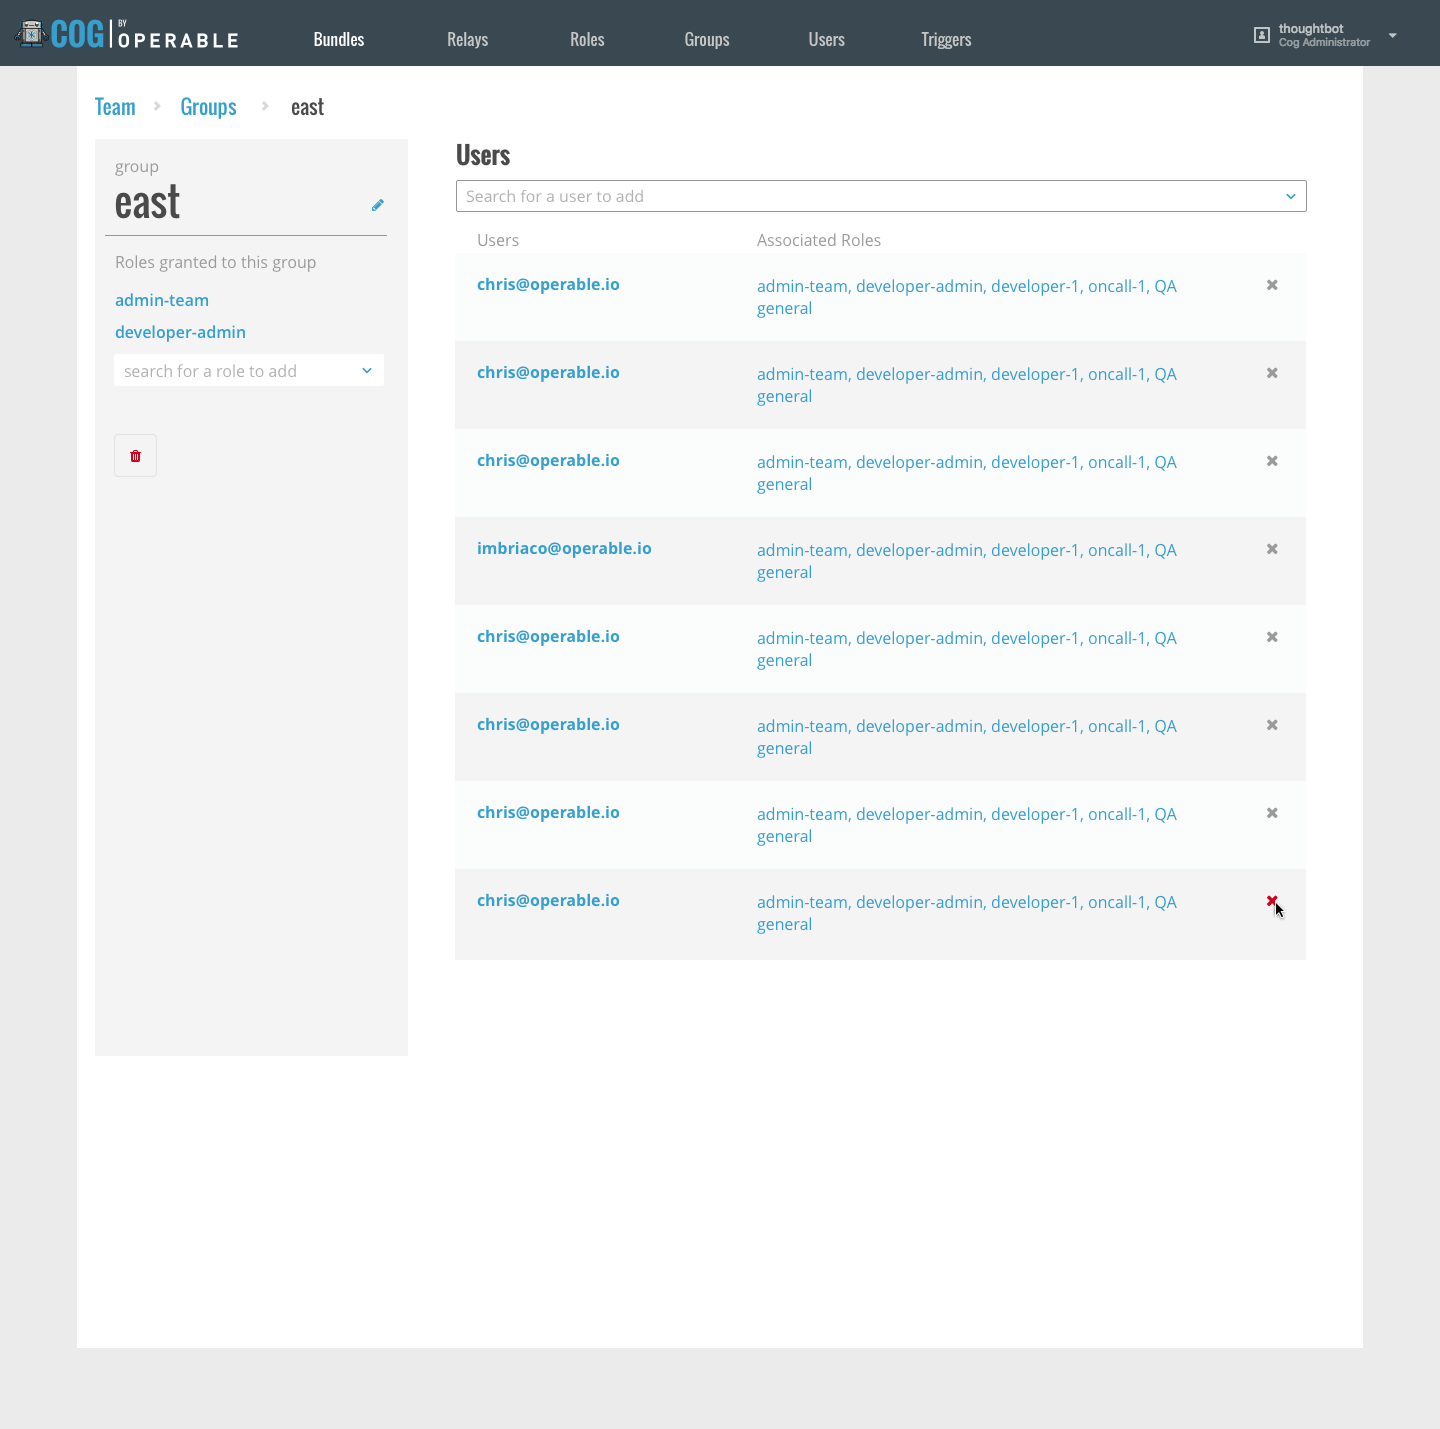 COG BY OPERABLE
Bundles Relays Roles Groups Users Triggers
thoughtbot
Cog Administrator
Team Groups east
group
east
Roles granted to this group
admin-team
developer-admin
search for a role to add
Users
Search for a user to add
Users Associated Roles
chris@operable.io admin-team, developer-admin, developer-1, oncall-1, QA
general
chris@operable.io admin-team, developer-admin, developer-1, oncall-1, QA
general
chris@operable.io admin-team, developer-admin, developer-1, oncall-1, QA
general
imbriaco@operable.io admin-team, developer-admin, developer-1, oncall-1, QA
general
chris@operable.io admin-team, developer-admin, developer-1, oncall-1, QA
general
chris@operable.io admin-team, developer-admin, developer-1, oncall-1, QA
general
chris@operable.io admin-team, developer-admin, developer-1, oncall-1, QA
general
chris@operable.io admin-team, developer-admin, developer-1, oncall-1, QA
general